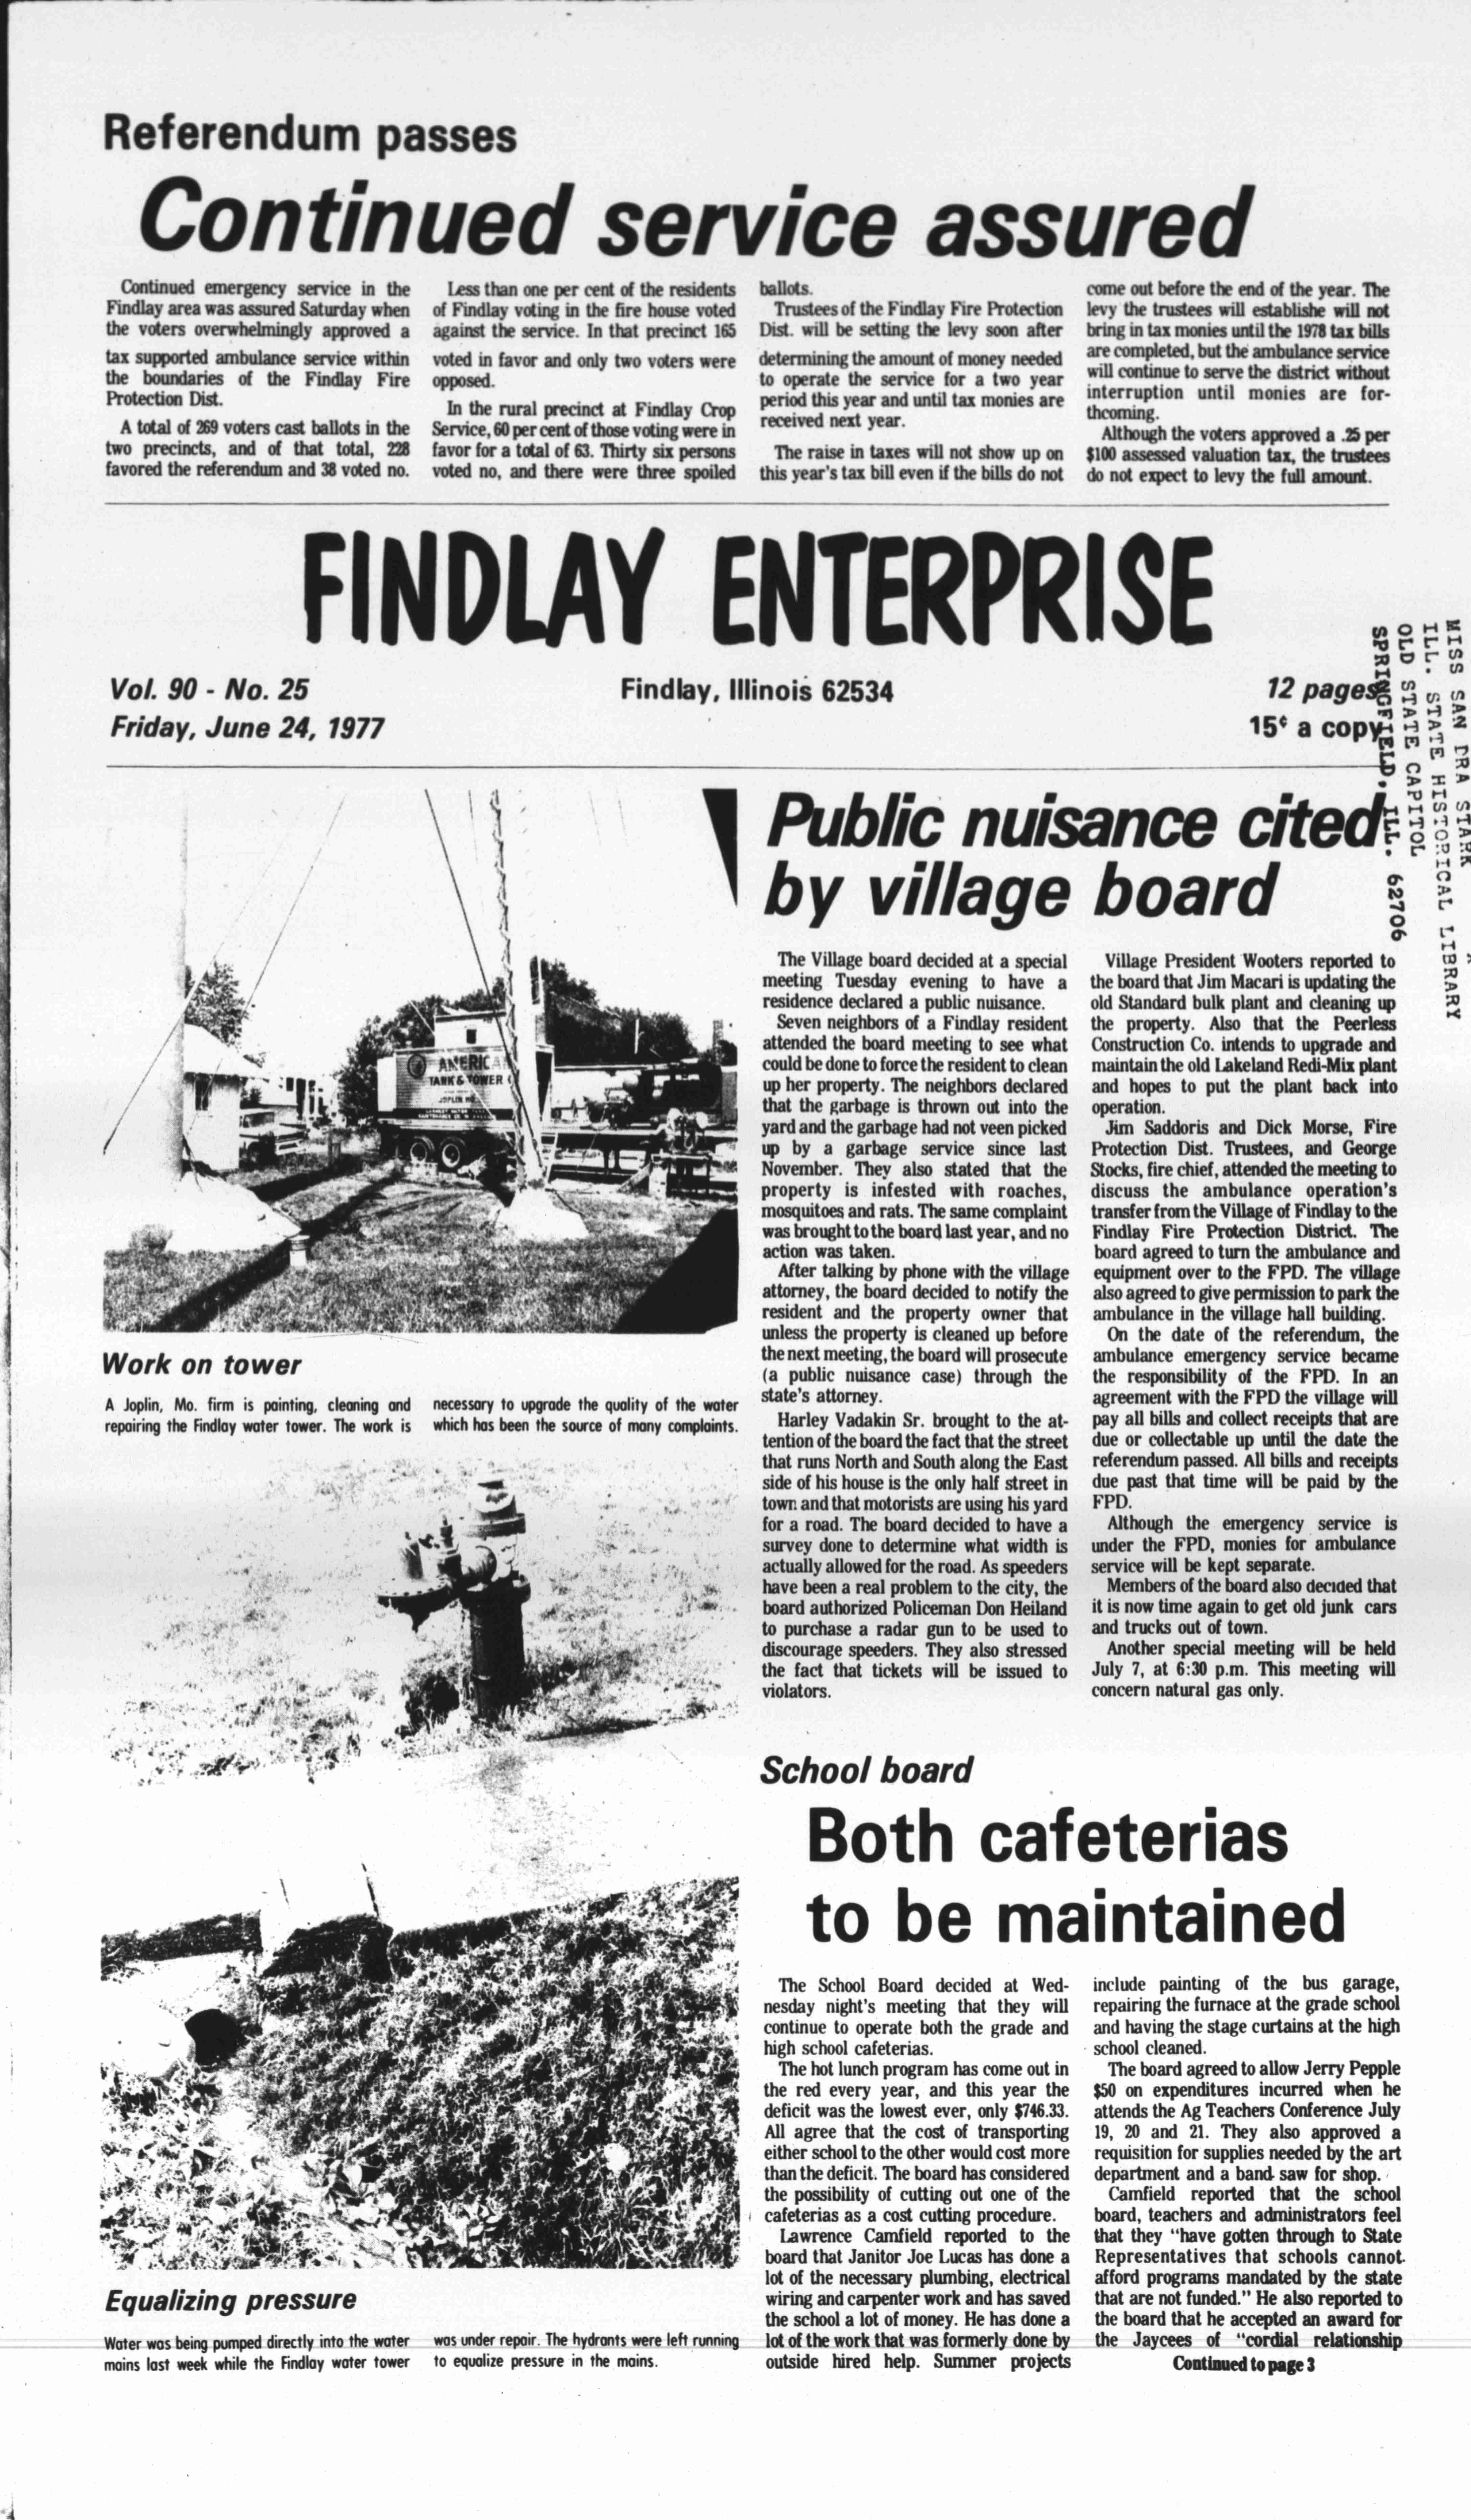 Referendum passes
Continued service assured
Continued emergency service in the
Findlay area was assured Saturday when
the voters overwhelmingly approved a
tax supported ambulance service within
the boundaries of the Findlay Fire
Protection Dist.
A total of 269 voters cast ballots in the
two precincts, and of that total, 228
favored the referendum and 38 voted no.
Less than one per cent of the residents
of Findlay voting in the fire house voted
against the service. In that precinct 165
voted in favor and only two voters were
opposed.
In the rural precinct at Findlay Crop
Service, 60 per cent of those voting were in
favor for a total of 63. Thirty six persons
voted no, and there were three spoiled
ballots.
Trustees of the Findlay Fire Protection
Dist. will be setting the levy soon after
determining the amount of money needed
to operate the service for a two year
period this year and until tax monies are
received next year.
The raise in taxes will not show up on
this year's tax bill even if the bills do not
come out before the end of the year. The
levy the trustees will establishe will not
bring in tax monies until the 1978 tax bills
are completed, but the ambulance service
will continue to serve the district without
interruption until monies are for-
thcoming.
Although the voters approved a .25 per
$100 assessed valuation tax, the trustees
do not expect to levy the full amount.
FINDLAY ENTERPRISE
Vol. 90 - No. 25
Friday, June 24, 1977
Findlay, Illinois 62534
12 pages
15¢ a copy
MISS SANDRA STARK
ILL. STATE HISTORICAL LIBRARY
OLD STATE CAPITOL
SPRINGFIELD, ILL. 62706
AMERICA
TANK & TOWER
JOPLIN MO.
Work on tower
A Joplin, Mo. firm is painting, cleaning and
repairing the Findlay water tower. The work is
necessary to upgrade the quality of the water
which has been the source of many complaints.
Equalizing pressure
Water was being pumped directly into the water
mains last week while the Findlay water tower
was under repair. The hydrants were left running
to equalize pressure in the mains.
Public nuisance cited
by village board
The Village board decided at a special
meeting Tuesday evening to have a
residence declared a public nuisance.
Seven neighbors of a Findlay resident
attended the board meeting to see what
could be done to force the resident to clean
up her property. The neighbors declared
that the garbage is thrown out into the
yard and the garbage had not veen picked
up by a garbage service since last
November. They also stated that the
property is infested with roaches,
mosquitoes and rats. The same complaint
was brought to the board last year, and no
action was taken.
After talking by phone with the village
attorney, the board decided to notify the
resident and the property owner that
unless the property is cleaned up before
the next meeting, the board will prosecute
(a public nuisance case) through the
state's attorney.
Harley Vadakin Sr. brought to the at-
tention of the board the fact that the street
that runs North and South along the East
side of his house is the only half street in
town and that motorists are using his yard
for a road. The board decided to have a
survey done to determine what width is
actually allowed for the road. As speeders
have been a real problem to the city, the
board authorized Policeman Don Heiland
to purchase a radar gun to be used to
discourage speeders. They also stressed
the fact that tickets will be issued to
violators.
Village President Wooters reported to
the board that Jim Macari is updating the
old Standard bulk plant and cleaning up
the property. Also that the Peerless
Construction Co. intends to upgrade and
maintain the old Lakeland Redi-Mix plant
and hopes to put the plant back into
operation.
Jim Saddoris and Dick Morse, Fire
Protection Dist. Trustees, and George
Stocks, fire chief, attended the meeting to
discuss the ambulance operation's
transfer from the Village of Findlay to the
Findlay Fire Protection District. The
board agreed to turn the ambulance and
equipment over to the FPD. The village
also agreed to give permission to park the
ambulance in the village hall building.
On the date of the referendum, the
ambulance emergency service became
the responsibility of the FPD. In an
agreement with the FPD the village will
pay all bills and collect receipts that are
due or collectable up until the date the
referendum passed. All bills and receipts
due past that time will be paid by the
FPD.
Although the emergency service is
under the FPD, monies for ambulance
service will be kept separate.
Members of the board also decided that
it is now time again to get old junk cars
and trucks out of town.
Another special meeting will be held
July 7, at 6:30 p.m. This meeting will
concern natural gas only.
School board
Both cafeterias
to be maintained
The School Board decided at Wed-
nesday night's meeting that they will
continue to operate both the grade and
high school cafeterias.
The hot lunch program has come out in
the red every year, and this year the
deficit was the lowest ever, only $746.33.
All agree that the cost of transporting
either school to the other would cost more
than the deficit. The board has considered
the possibility of cutting out one of the
cafeterias as a cost cutting procedure.
Lawrence Camfield reported to the
board that Janitor Joe Lucas has done a
lot of the necessary plumbing, electrical
wiring and carpenter work and has saved
the school a lot of money. He has done a
lot of the work that was formerly done by
outside hired help. Summer projects
include painting of the bus garage,
repairing the furnace at the grade school
and having the stage curtains at the high
school cleaned.
The board agreed to allow Jerry Pepple
$50 on expenditures incurred when he
attends the Ag Teachers Conference July
19, 20 and 21. They also approved a
requisition for supplies needed by the art
department and a band saw for shop.
Camfield reported that the school
board, teachers and administrators feel
that they "have gotten through to State
Representatives that schools cannot
afford programs mandated by the state
that are not funded." He also reported to
the board that he accepted an award for
the Jaycees of "cordial relationship
Continued to page 3